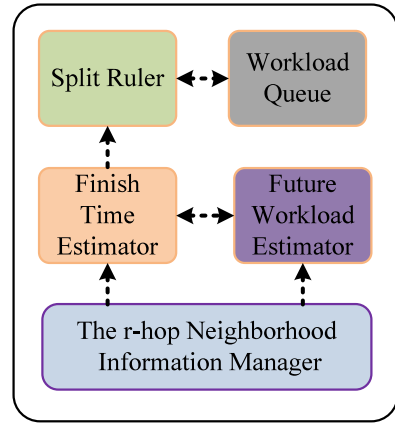 Split Ruler
Workload
Queue
Finish
Time
Estimator
Future
Workload
Estimator
The r-hop Neighborhood
Information Manager